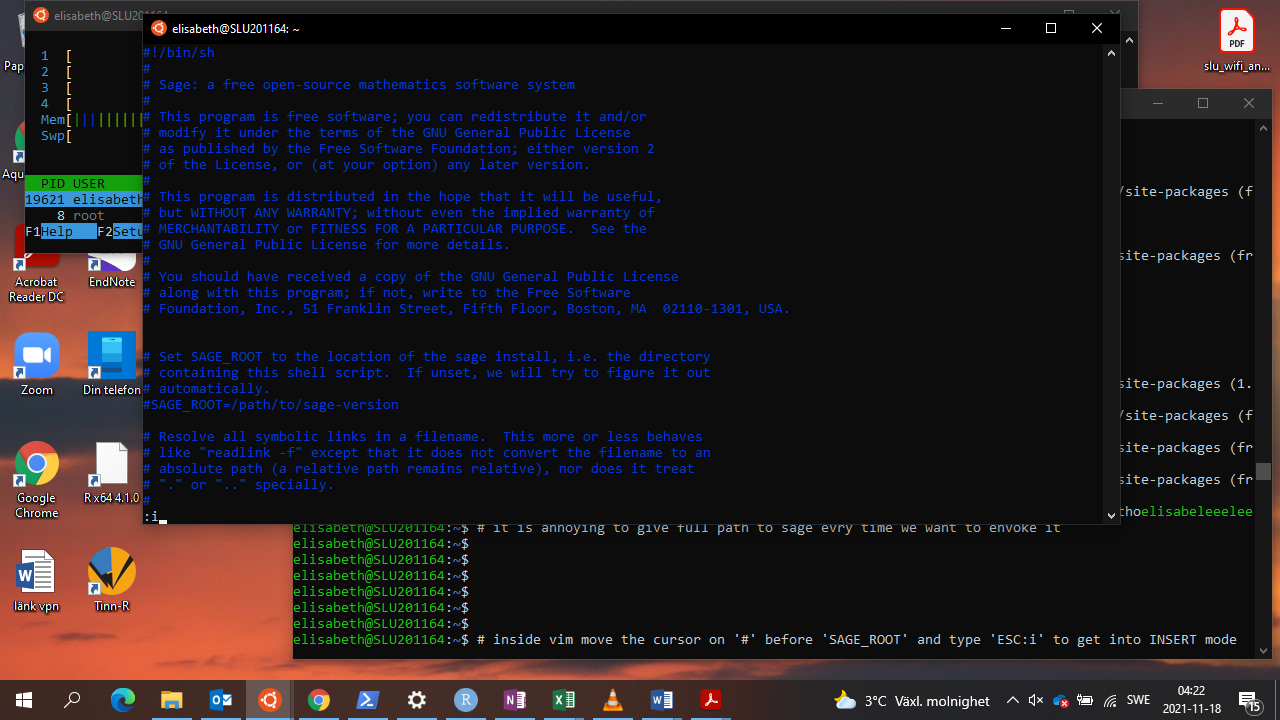 elisabeth@SLU201164: ~
elisabeth@SLU
1 [
2 [
3 [
4 [
Mem[|||||||||
Swp[
PID USER
19621 elisabeth
8 root
F1Help F2Setu
#!/bin/sh
#
# Sage: a free open-source mathematics software system
#
# This program is free software; you can redistribute it and/or
# modify it under the terms of the GNU General Public License
# as published by the Free Software Foundation; either version 2
# of the License, or (at your option) any later version.
#
# This program is distributed in the hope that it will be useful,
# but WITHOUT ANY WARRANTY; without even the implied warranty of
# MERCHANTABILITY or FITNESS FOR A PARTICULAR PURPOSE.  See the
# GNU General Public License for more details.
#
# You should have received a copy of the GNU General Public License
# along with this program; if not, write to the Free Software
# Foundation, Inc., 51 Franklin Street, Fifth Floor, Boston, MA  02110-1301, USA.
# Set SAGE_ROOT to the location of the sage install, i.e. the directory
# containing this shell script.  If unset, we will try to figure it out
# automatically.
#SAGE_ROOT=/path/to/sage-version
# Resolve all symbolic links in a filename.  This more or less behaves
# like "readlink -f" except that it does not convert the filename to an
# absolute path (a relative path remains relative), nor does it treat
# "." or ".." specially.
#
:i
/site-packages (f
site-packages (fr
site-packages (1.
/site-packages (f
site-packages (fr
site-packages (fr
thoelisabeleeelee
elisabeth@SLU201164:~$ # it is annoying to give full path to sage evry time we want to envoke it
elisabeth@SLU201164:~$
elisabeth@SLU201164:~$
elisabeth@SLU201164:~$
elisabeth@SLU201164:~$
elisabeth@SLU201164:~$
elisabeth@SLU201164:~$
elisabeth@SLU201164:~$ # inside vim move the cursor on '#' before 'SAGE_ROOT' and type 'ESC:i' to get into INSERT mode
Pap
Aqu
Acrobat
Reader DC
EndNote
Zoom
Din telefon
Google
Chrome
R x64 4.1.0
länk vpn
Tinn-R
PDF
slu_wifi_an...
3°C Växl. molnighet
SWE
04:22
2021-11-18
15